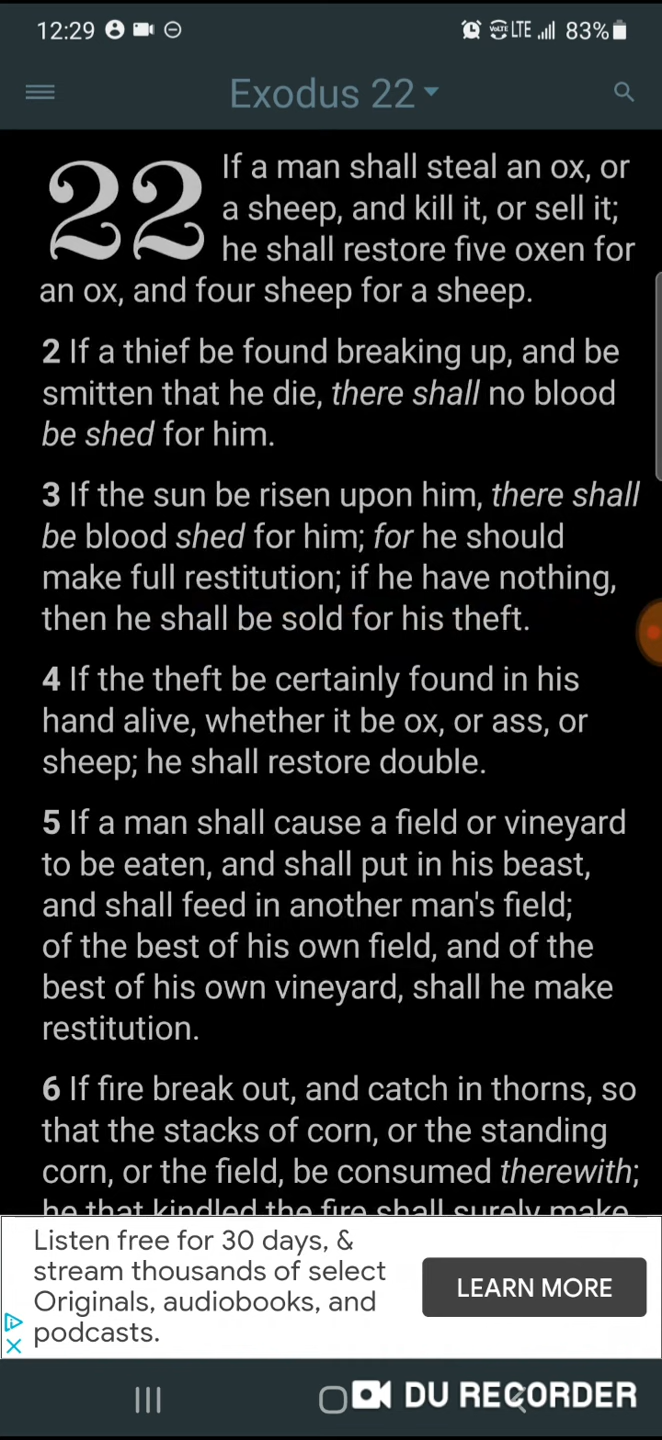 12:29 VoLTE LTE 83%
Exodus 22
22 If a man shall steal an ox, or
a sheep, and kill it, or sell it;
he shall restore five oxen for
an ox, and four sheep for a sheep.
2 If a thief be found breaking up, and be
smitten that he die, there shall no blood
be shed for him.
3 If the sun be risen upon him, there shall
be blood shed for him; for he should
make full restitution; if he have nothing,
then he shall be sold for his theft.
4 If the theft be certainly found in his
hand alive, whether it be ox, or ass, or
sheep; he shall restore double.
5 If a man shall cause a field or vineyard
to be eaten, and shall put in his beast,
and shall feed in another man's field;
of the best of his own field, and of the
best of his own vineyard, shall he make
restitution.
6 If fire break out, and catch in thorns, so
that the stacks of corn, or the standing
corn, or the field, be consumed therewith;
he that kindled the fire shall surely make
Listen free for 30 days, &
stream thousands of select
Originals, audiobooks, and
podcasts.
LEARN MORE
DU RECORDER